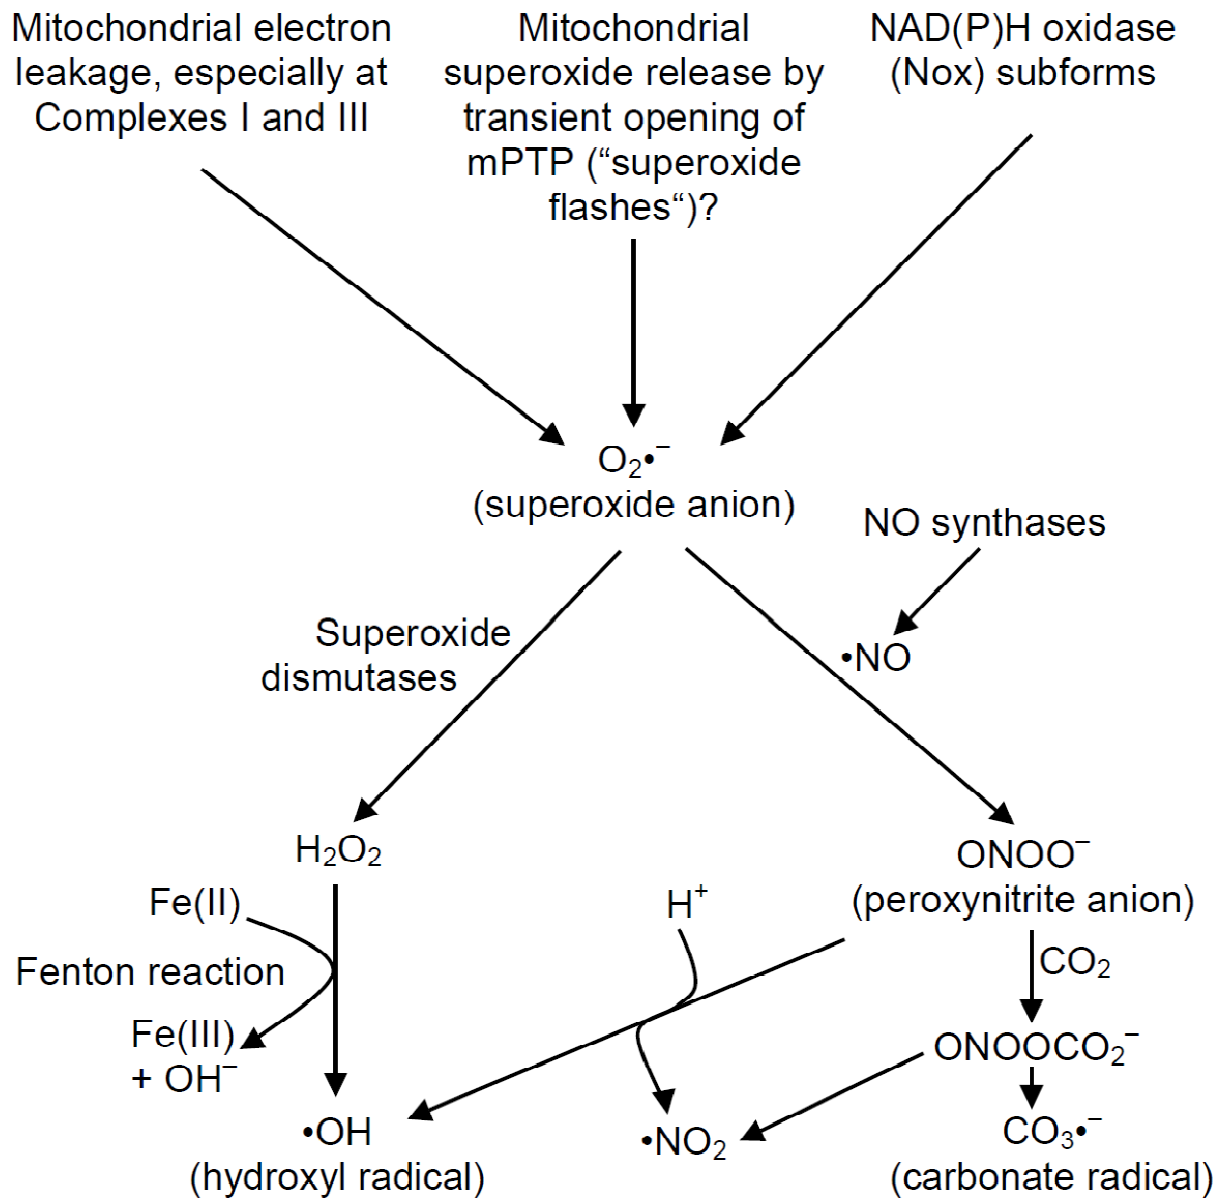 Mitochondrial electron
leakage, especially at
Complexes I and III
Mitochondrial
superoxide release by
transient opening of
mPTP (“superoxide
flashes“)?
NAD(P)H oxidase
(Nox) subforms
O₂•⁻
(superoxide anion)
NO synthases
Superoxide
dismutases
•NO
H₂O₂
ONOO⁻
(peroxynitrite anion)
Fe(II)
H⁺
Fenton reaction
CO₂
Fe(III)
+ OH⁻
ONOOCO₂⁻
•OH
(hydroxyl radical)
•NO₂
CO₃•⁻
(carbonate radical)